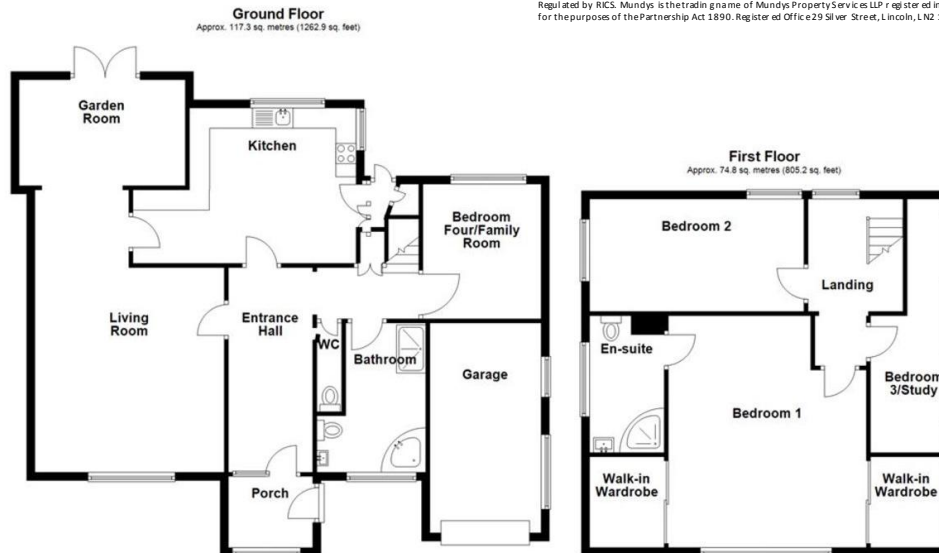 Regulated by RICS. Mundys is the trading name of Mundys Property Services LLP registered in
for the purposes of the Partnership Act 1890. Registered Office 29 Silver Street, Lincoln, LN2
Ground Floor
Approx. 117.3 sq. metres (1262.9 sq. feet)
Garden
Room
Kitchen
Bedroom
Four/Family
Room
Living
Room
Entrance
Hall
WC
Bathroom
Garage
Porch
First Floor
Approx. 74.8 sq. metres (805.2 sq. feet)
Bedroom 2
Landing
En-suite
Bedroom
3/Study
Bedroom 1
Walk-in
Wardrobe
Walk-in
Wardrobe